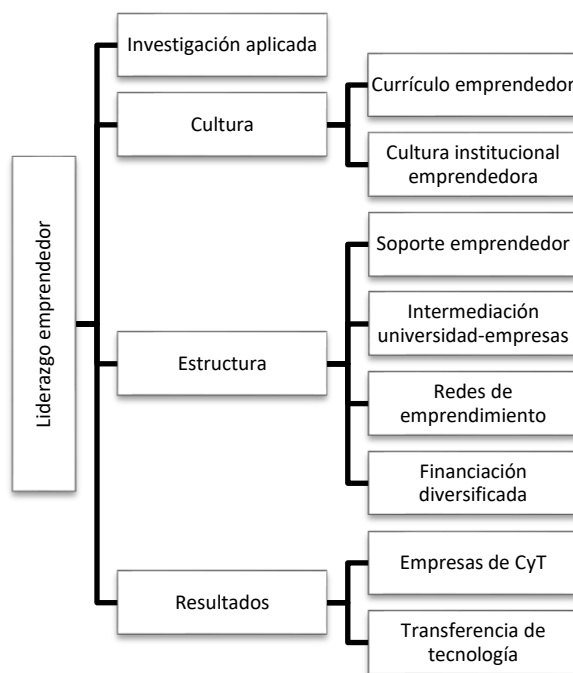 Liderazgo emprendedor
Investigación aplicada
Cultura
Currículo emprendedor
Cultura institucional
emprendedora
Estructura
Soporte emprendedor
Intermediación
universidad-empresas
Redes de
emprendimiento
Financiación
diversificada
Resultados
Empresas de CyT
Transferencia de
tecnología